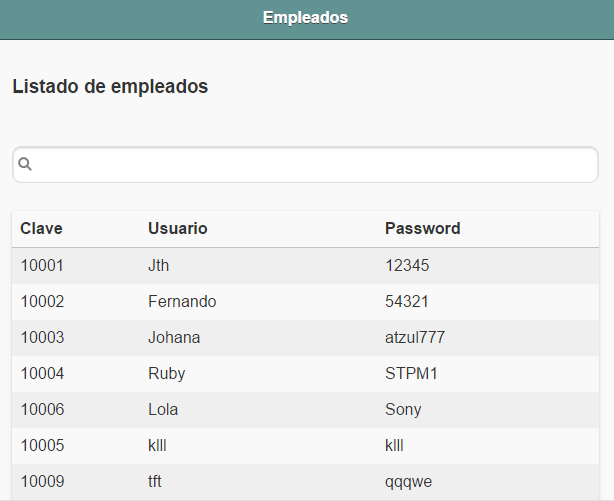 Empleados
Listado de empleados
Clave Usuario Password
10001 Jth 12345
10002 Fernando 54321
10003 Johana atzul777
10004 Ruby STPM1
10006 Lola Sony
10005 klll klll
10009 tft qqqwe